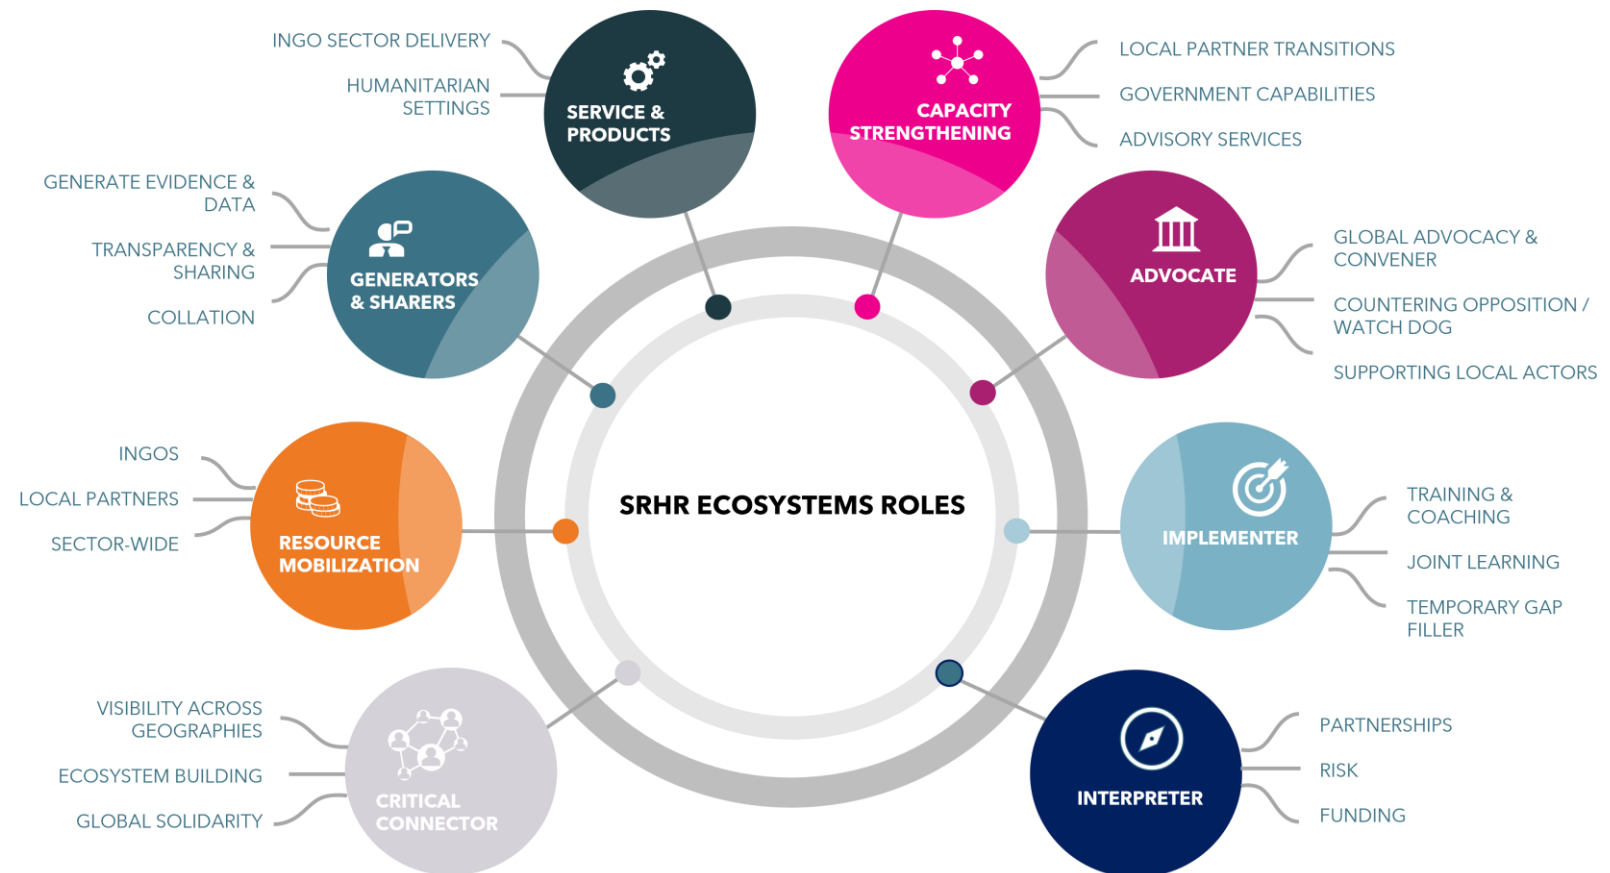 INGO SECTOR DELIVERY
HUMANITARIAN
SETTINGS
SERVICE &
PRODUCTS
CAPACITY
STRENGTHENING
LOCAL PARTNER TRANSITIONS
GOVERNMENT CAPABILITIES
ADVISORY SERVICES
GENERATE EVIDENCE &
DATA
TRANSPARENCY &
SHARING
COLLATION
GENERATORS
& SHARERS
ADVOCATE
GLOBAL ADVOCACY &
CONVENER
COUNTERING OPPOSITION /
WATCH DOG
SUPPORTING LOCAL ACTORS
INGOS
LOCAL PARTNERS
SECTOR-WIDE
RESOURCE
MOBILIZATION
SRHR ECOSYSTEMS ROLES
IMPLEMENTER
TRAINING &
COACHING
JOINT LEARNING
TEMPORARY GAP
FILLER
VISIBILITY ACROSS
GEOGRAPHIES
ECOSYSTEM BUILDING
GLOBAL SOLIDARITY
CRITICAL
CONNECTOR
INTERPRETER
PARTNERSHIPS
RISK
FUNDING